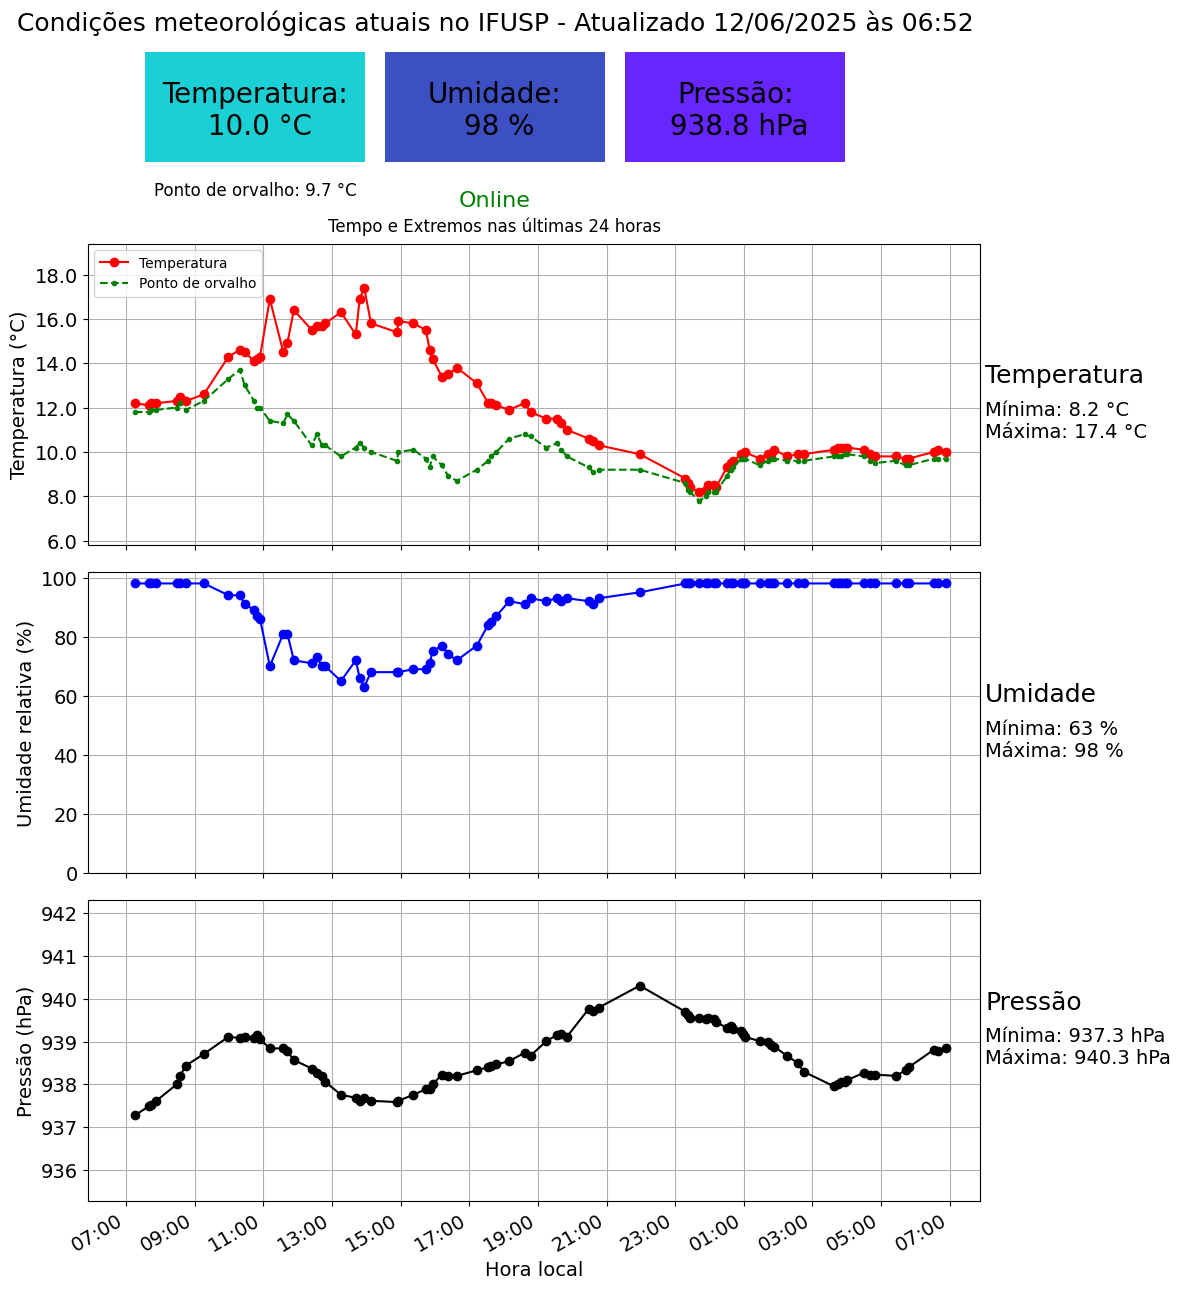 Condições meteorológicas atuais no IFUSP - Atualizado 12/06/2025 às 06:52
Temperatura:
10.0 °C
Umidade:
98 %
Pressão:
938.8 hPa
Ponto de orvalho: 9.7 °C
Online
Tempo e Extremos nas últimas 24 horas
Temperatura
Ponto de orvalho
Temperatura (°C)
18.0
16.0
14.0
12.0
10.0
8.0
6.0
Temperatura
Mínima: 8.2 °C
Máxima: 17.4 °C
Umidade relativa (%)
100
80
60
40
20
0
Umidade
Mínima: 63 %
Máxima: 98 %
Pressão (hPa)
942
941
940
939
938
937
936
Pressão
Mínima: 937.3 hPa
Máxima: 940.3 hPa
07:00
09:00
11:00
13:00
15:00
17:00
19:00
21:00
23:00
01:00
03:00
05:00
07:00
Hora local